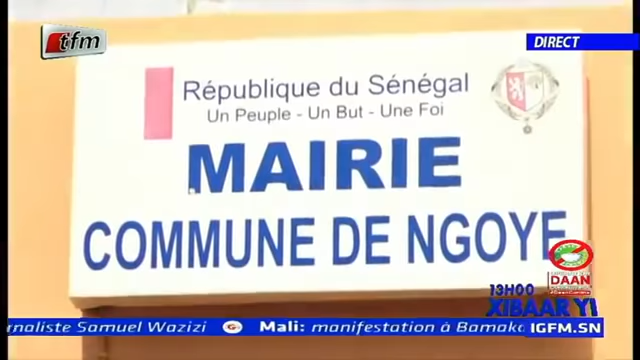 tfm
DIRECT
République du Sénégal
Un Peuple - Un But - Une Foi
MAIRIE
COMMUNE DE NGOYE
DAAN
13H00
XIBAAR YI
naliste Samuel Wazizi Mali: manifestation à Bamako
IGFM.SN